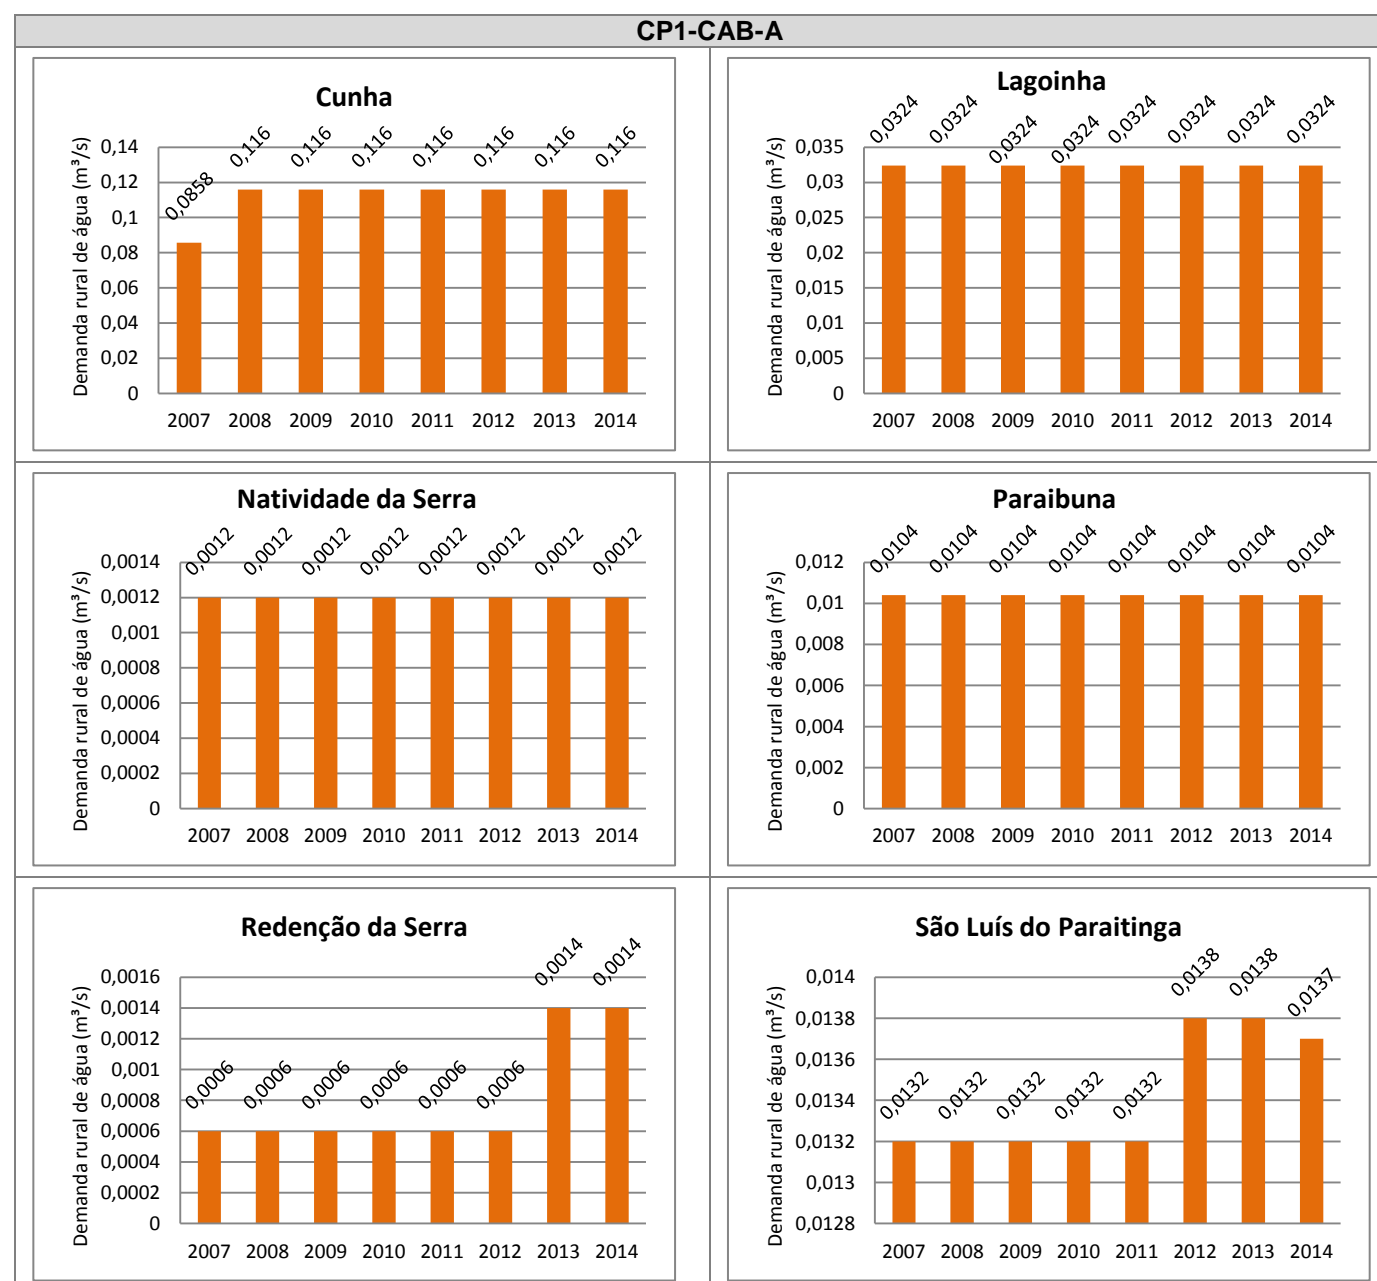 CP1-CAB-A
Cunha
Demanda rural de água (m³/s)
0,14
0,12
0,1
0,08
0,06
0,04
0,02
0
0,0858 0,116 0,116 0,116 0,116 0,116 0,116 0,116
2007 2008 2009 2010 2011 2012 2013 2014
Lagoinha
Demanda rural de água (m³/s)
0,035
0,03
0,025
0,02
0,015
0,01
0,005
0
0,0324 0,0324 0,0324 0,0324 0,0324 0,0324 0,0324 0,0324
2007 2008 2009 2010 2011 2012 2013 2014
Natividade da Serra
Demanda rural de água (m³/s)
0,0014
0,0012
0,001
0,0008
0,0006
0,0004
0,0002
0
0,0012 0,0012 0,0012 0,0012 0,0012 0,0012 0,0012 0,0012
2007 2008 2009 2010 2011 2012 2013 2014
Paraibuna
Demanda rural de água (m³/s)
0,012
0,01
0,008
0,006
0,004
0,002
0
0,0104 0,0104 0,0104 0,0104 0,0104 0,0104 0,0104 0,0104
2007 2008 2009 2010 2011 2012 2013 2014
Redenção da Serra
Demanda rural de água (m³/s)
0,0016
0,0014
0,0012
0,001
0,0008
0,0006
0,0004
0,0002
0
0,0006 0,0006 0,0006 0,0006 0,0006 0,0006 0,0014 0,0014
2007 2008 2009 2010 2011 2012 2013 2014
São Luís do Paraitinga
Demanda rural de água (m³/s)
0,014
0,0138
0,0136
0,0134
0,0132
0,013
0,0128
0,0132 0,0132 0,0132 0,0132 0,0132 0,0138 0,0138 0,0137
2007 2008 2009 2010 2011 2012 2013 2014